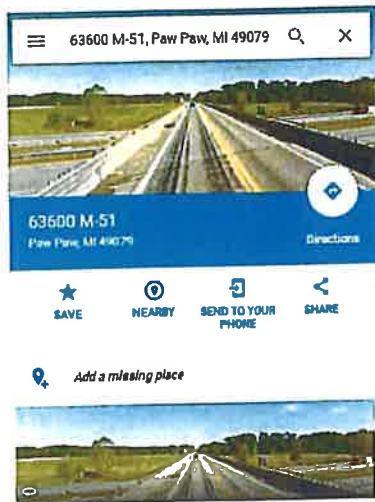 63600 M-51, Paw Paw, MI 49079
63600 M-51
Paw Paw, MI 49079
Directions
SAVE
NEARBY
SEND TO YOUR
PHONE
SHARE
Add a missing place